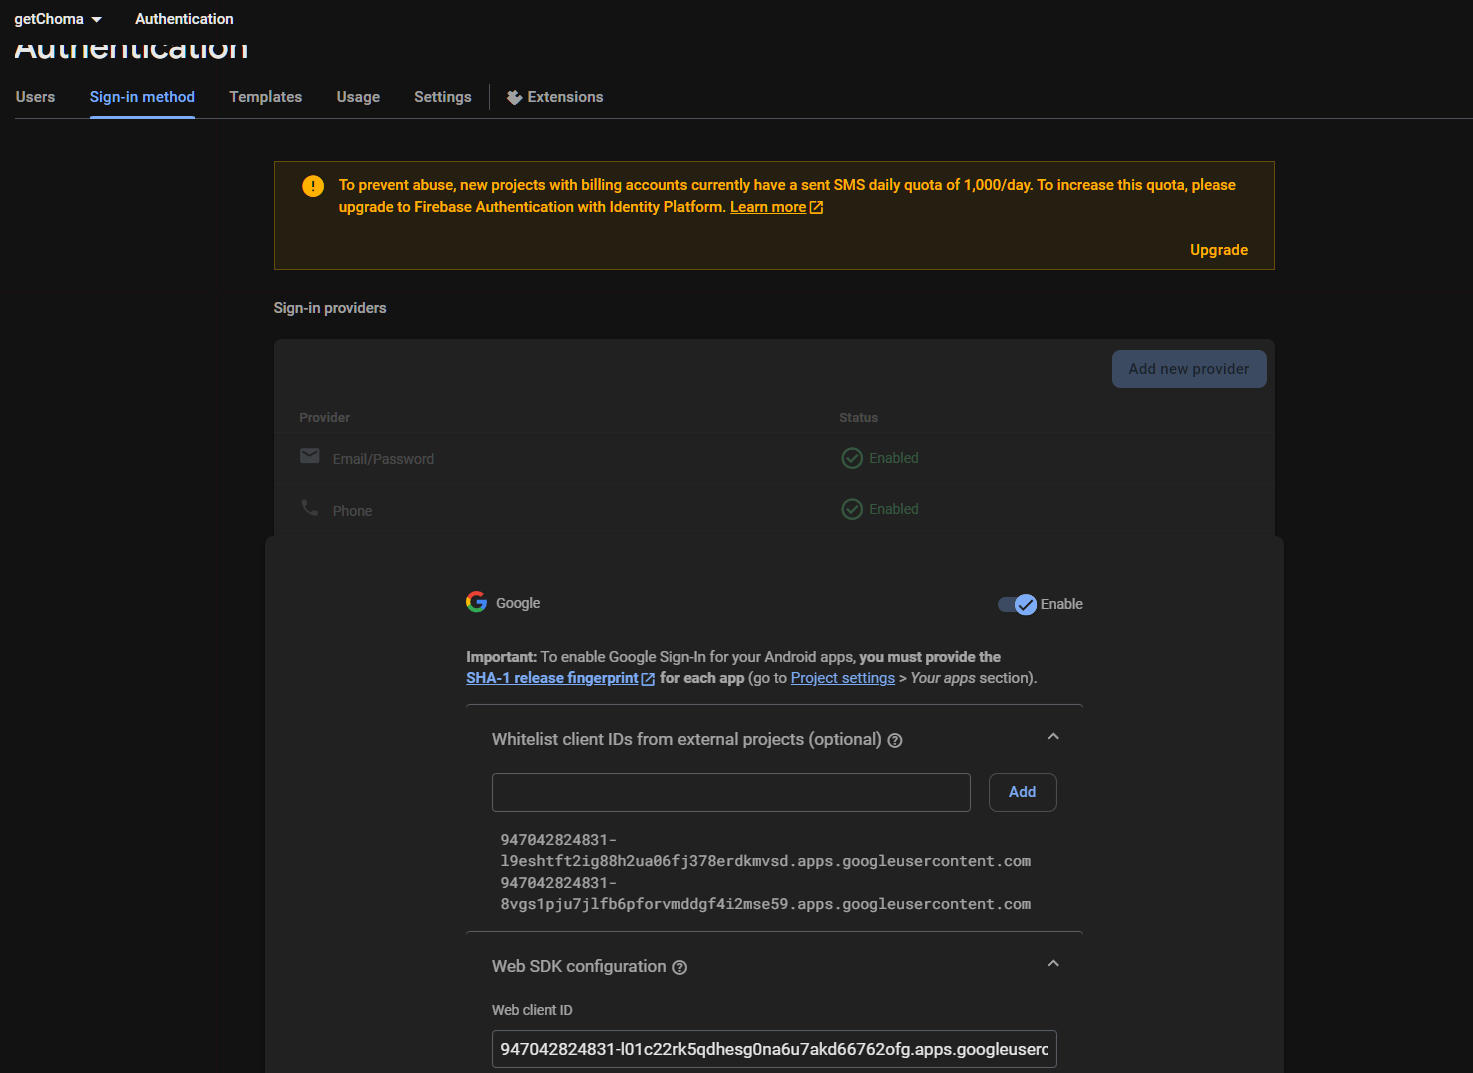 getChoma
Authentication
Authentication
Users
Sign-in method
Templates
Usage
Settings
Extensions
To prevent abuse, new projects with billing accounts currently have a sent SMS daily quota of 1,000/day. To increase this quota, please
upgrade to Firebase Authentication with Identity Platform. Learn more
Upgrade
Sign-in providers
Add new provider
Provider
Status
Email/Password
Enabled
Phone
Enabled
Google
Enable
Important: To enable Google Sign-In for your Android apps, you must provide the
SHA-1 release fingerprint for each app (go to Project settings > Your apps section).
Whitelist client IDs from external projects (optional)
Add
947042824831-
l9eshtft2ig88h2ua06fj378erdkmvsd.apps.googleusercontent.com
947042824831-
8vgs1pju7jlfb6pforvmddgf4i2mse59.apps.googleusercontent.com
Web SDK configuration
Web client ID
947042824831-l01c22rk5qdhesg0na6u7akd66762ofg.apps.googleuserc